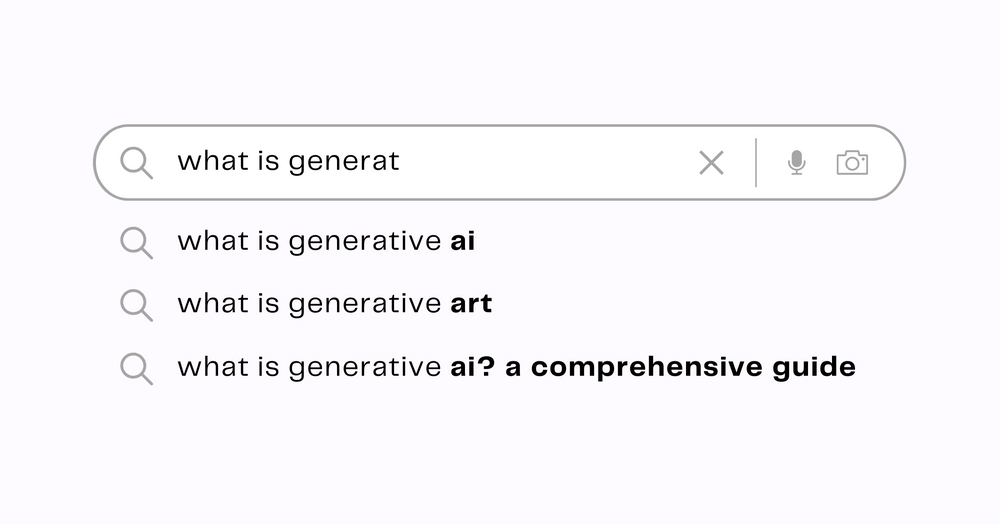 what is generat
what is generative ai
what is generative art
what is generative ai? a comprehensive guide